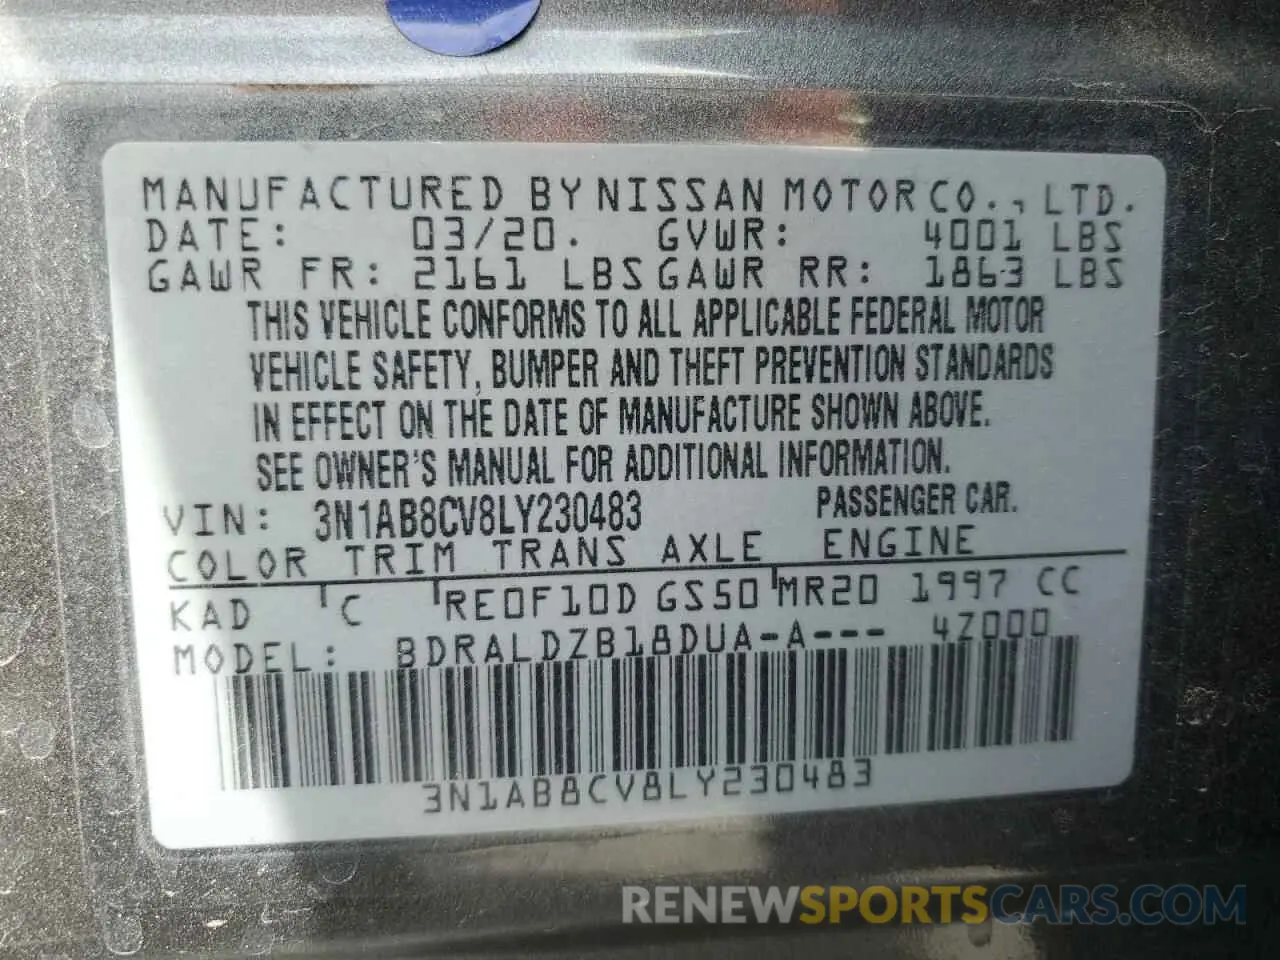 MANUFACTURED BY NISSAN MOTOR CO., LTD.
DATE: 03/20. GVWR: 4001 LBS
GAWR FR: 2161 LBS GAWR RR: 1863 LBS
THIS VEHICLE CONFORMS TO ALL APPLICABLE FEDERAL MOTOR
VEHICLE SAFETY, BUMPER AND THEFT PREVENTION STANDARDS
IN EFFECT ON THE DATE OF MANUFACTURE SHOWN ABOVE.
SEE OWNER'S MANUAL FOR ADDITIONAL INFORMATION.
VIN: 3N1AB8CV8LY230483 PASSENGER CAR.
COLOR TRIM TRANS AXLE ENGINE
KAD C RE0F10D GS50 MR20 1997 CC
MODEL: BDRALDZB18DUA-A--- 4Z000
3N1AB8CV8LY230483
RENEWSPORTSCARS.COM